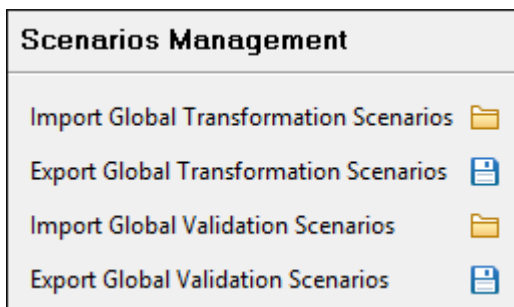 Scenarios Management
Import Global Transformation Scenarios
Export Global Transformation Scenarios
Import Global Validation Scenarios
Export Global Validation Scenarios